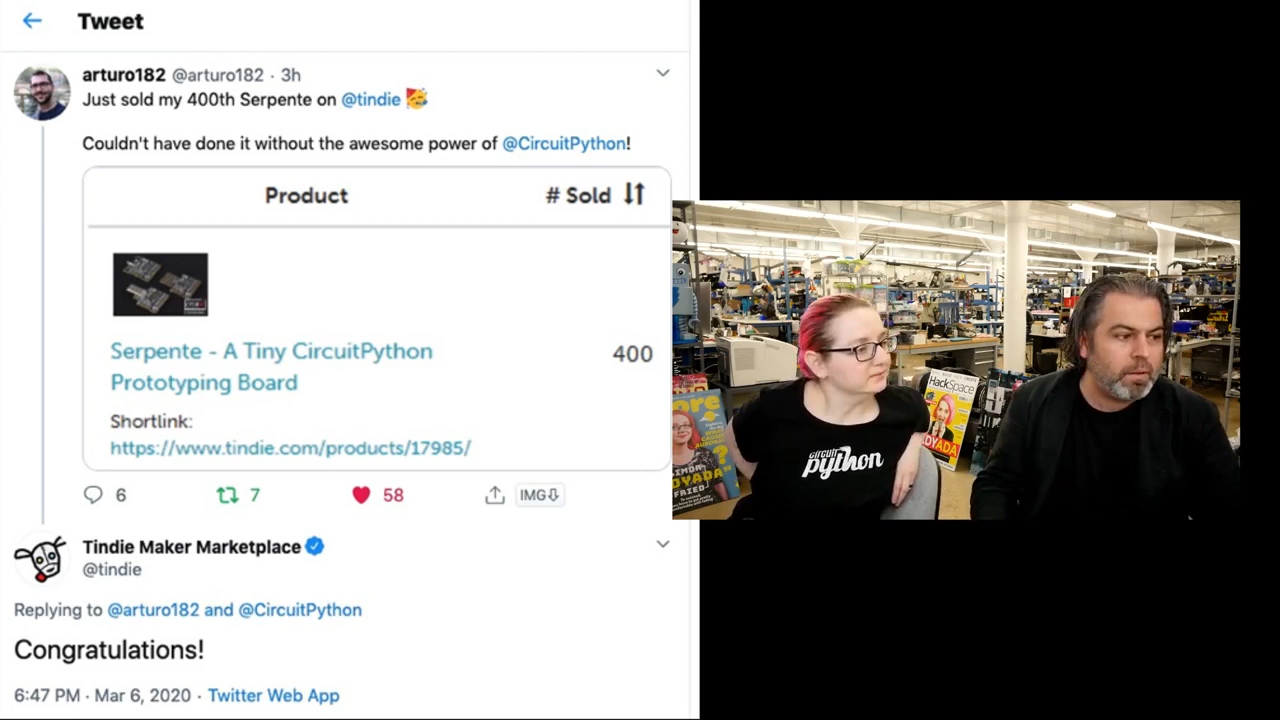 Tweet
arturo182 @arturo182 · 3h
Just sold my 400th Serpente on @tindie 🥳
Couldn't have done it without the awesome power of @CircuitPython!
Product # Sold
Serpente - A Tiny CircuitPython
Prototyping Board
400
Shortlink:
https://www.tindie.com/products/17985/
6 7 58 IMG
Tindie Maker Marketplace
@tindie
Replying to @arturo182 and @CircuitPython
Congratulations!
6:47 PM · Mar 6, 2020 · Twitter Web App
circuit
python
HackSpace